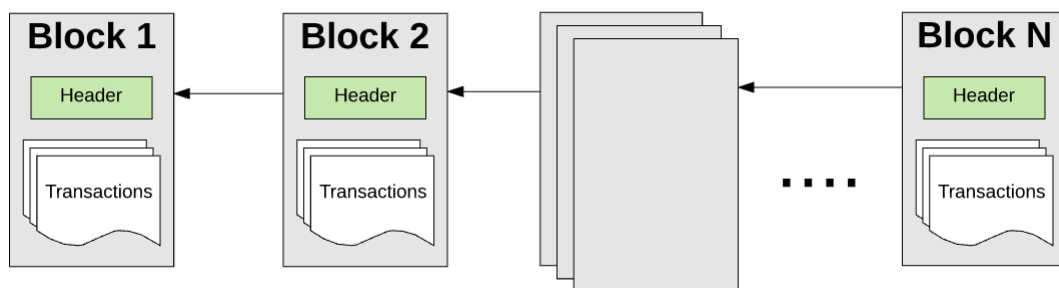 Block 1
Block 2
Block N
Header
Header
Header
Transactions
Transactions
Transactions